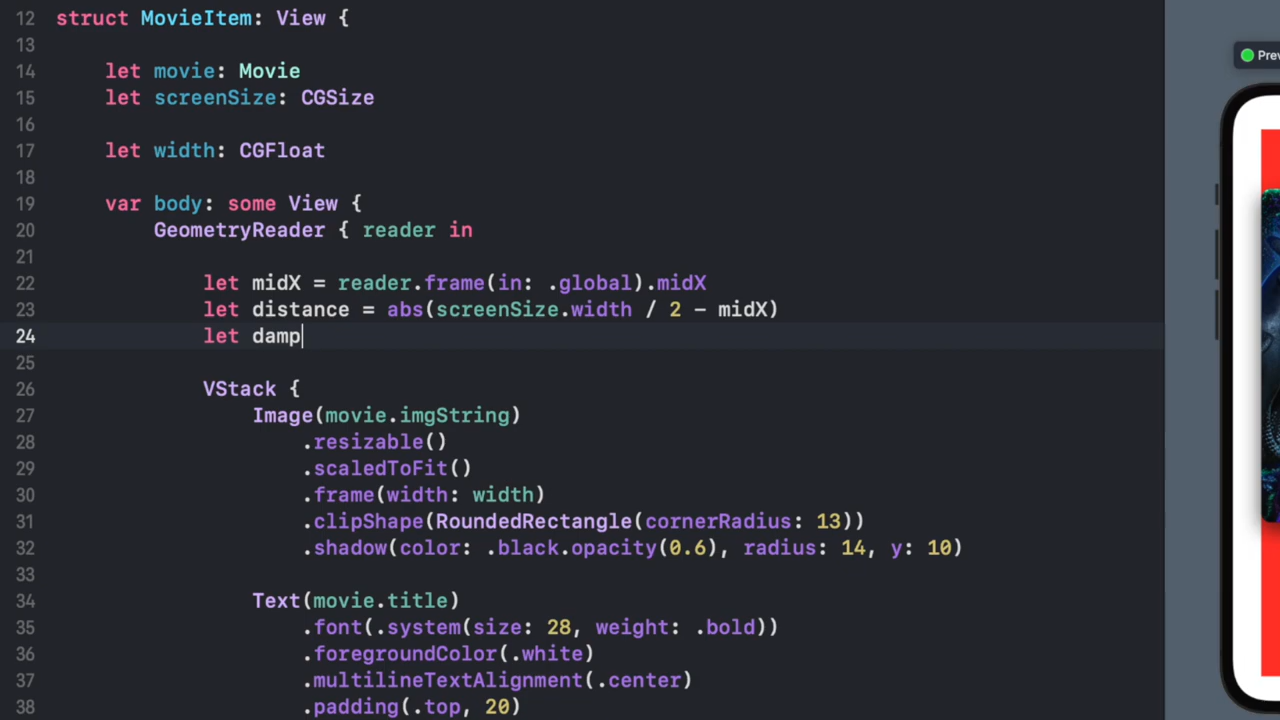 12 struct MovieItem: View {
13
14 let movie: Movie
15 let screenSize: CGSize
16
17 let width: CGFloat
18
19 var body: some View {
20 GeometryReader { reader in
21
22 let midX = reader.frame(in: .global).midX
23 let distance = abs(screenSize.width / 2 - midX)
24 let damp
25
26 VStack {
27 Image(movie.imgString)
28 .resizable()
29 .scaledToFit()
30 .frame(width: width)
31 .clipShape(RoundedRectangle(cornerRadius: 13))
32 .shadow(color: .black.opacity(0.6), radius: 14, y: 10)
33
34 Text(movie.title)
35 .font(.system(size: 28, weight: .bold))
36 .foregroundColor(.white)
37 .multilineTextAlignment(.center)
38 .padding(.top, 20)
Prev